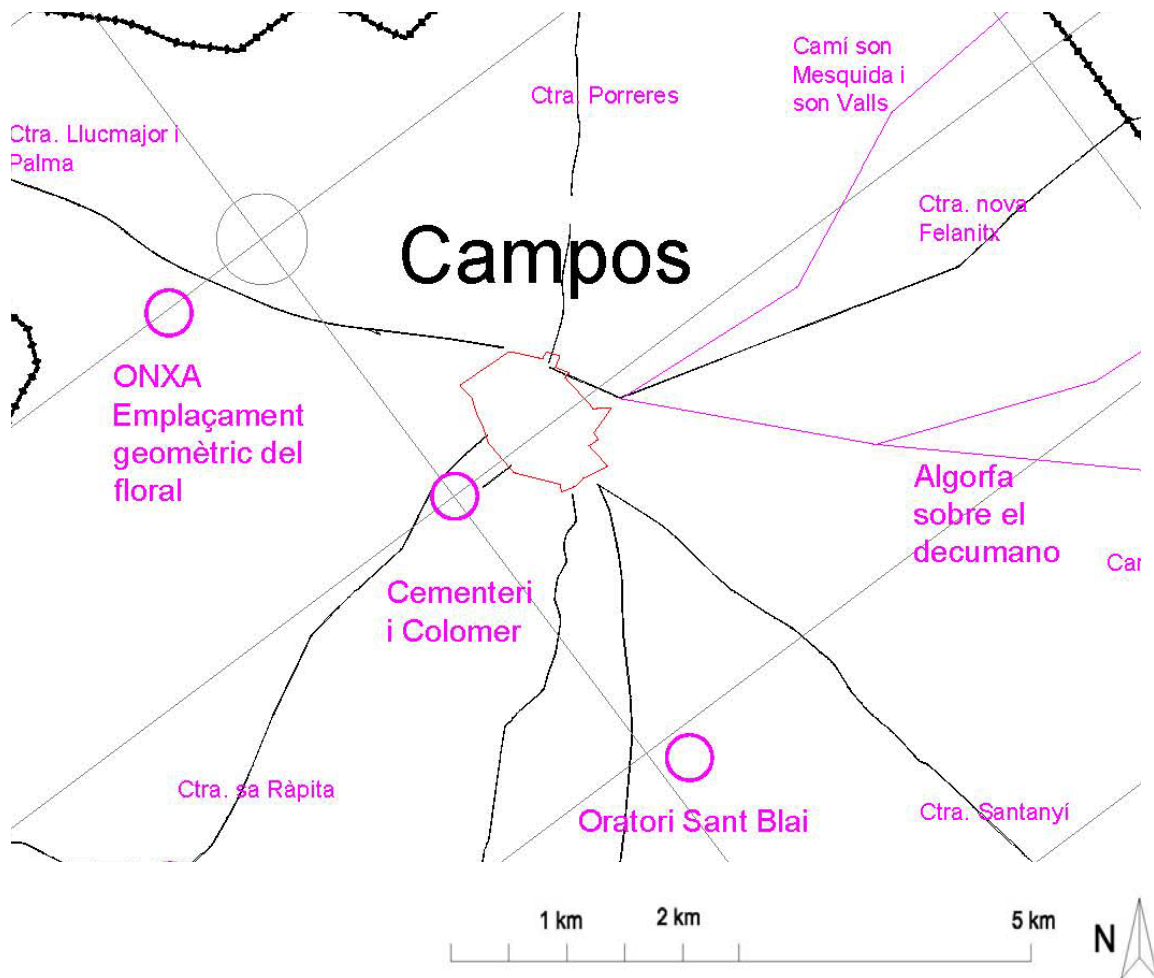 Camí son
Mesquida i
son Valls
Ctra. Porreres
Ctra. Llucmajor i
Palma
Ctra. nova
Felanitx
Campos
ONXA
Emplaçament
geomètric del
floral
Algorfa
sobre el
decumano
Car
Cementeri
i Colomer
Ctra. sa Ràpita
Oratori Sant Blai
Ctra. Santanyí
1 km
2 km
5 km
N